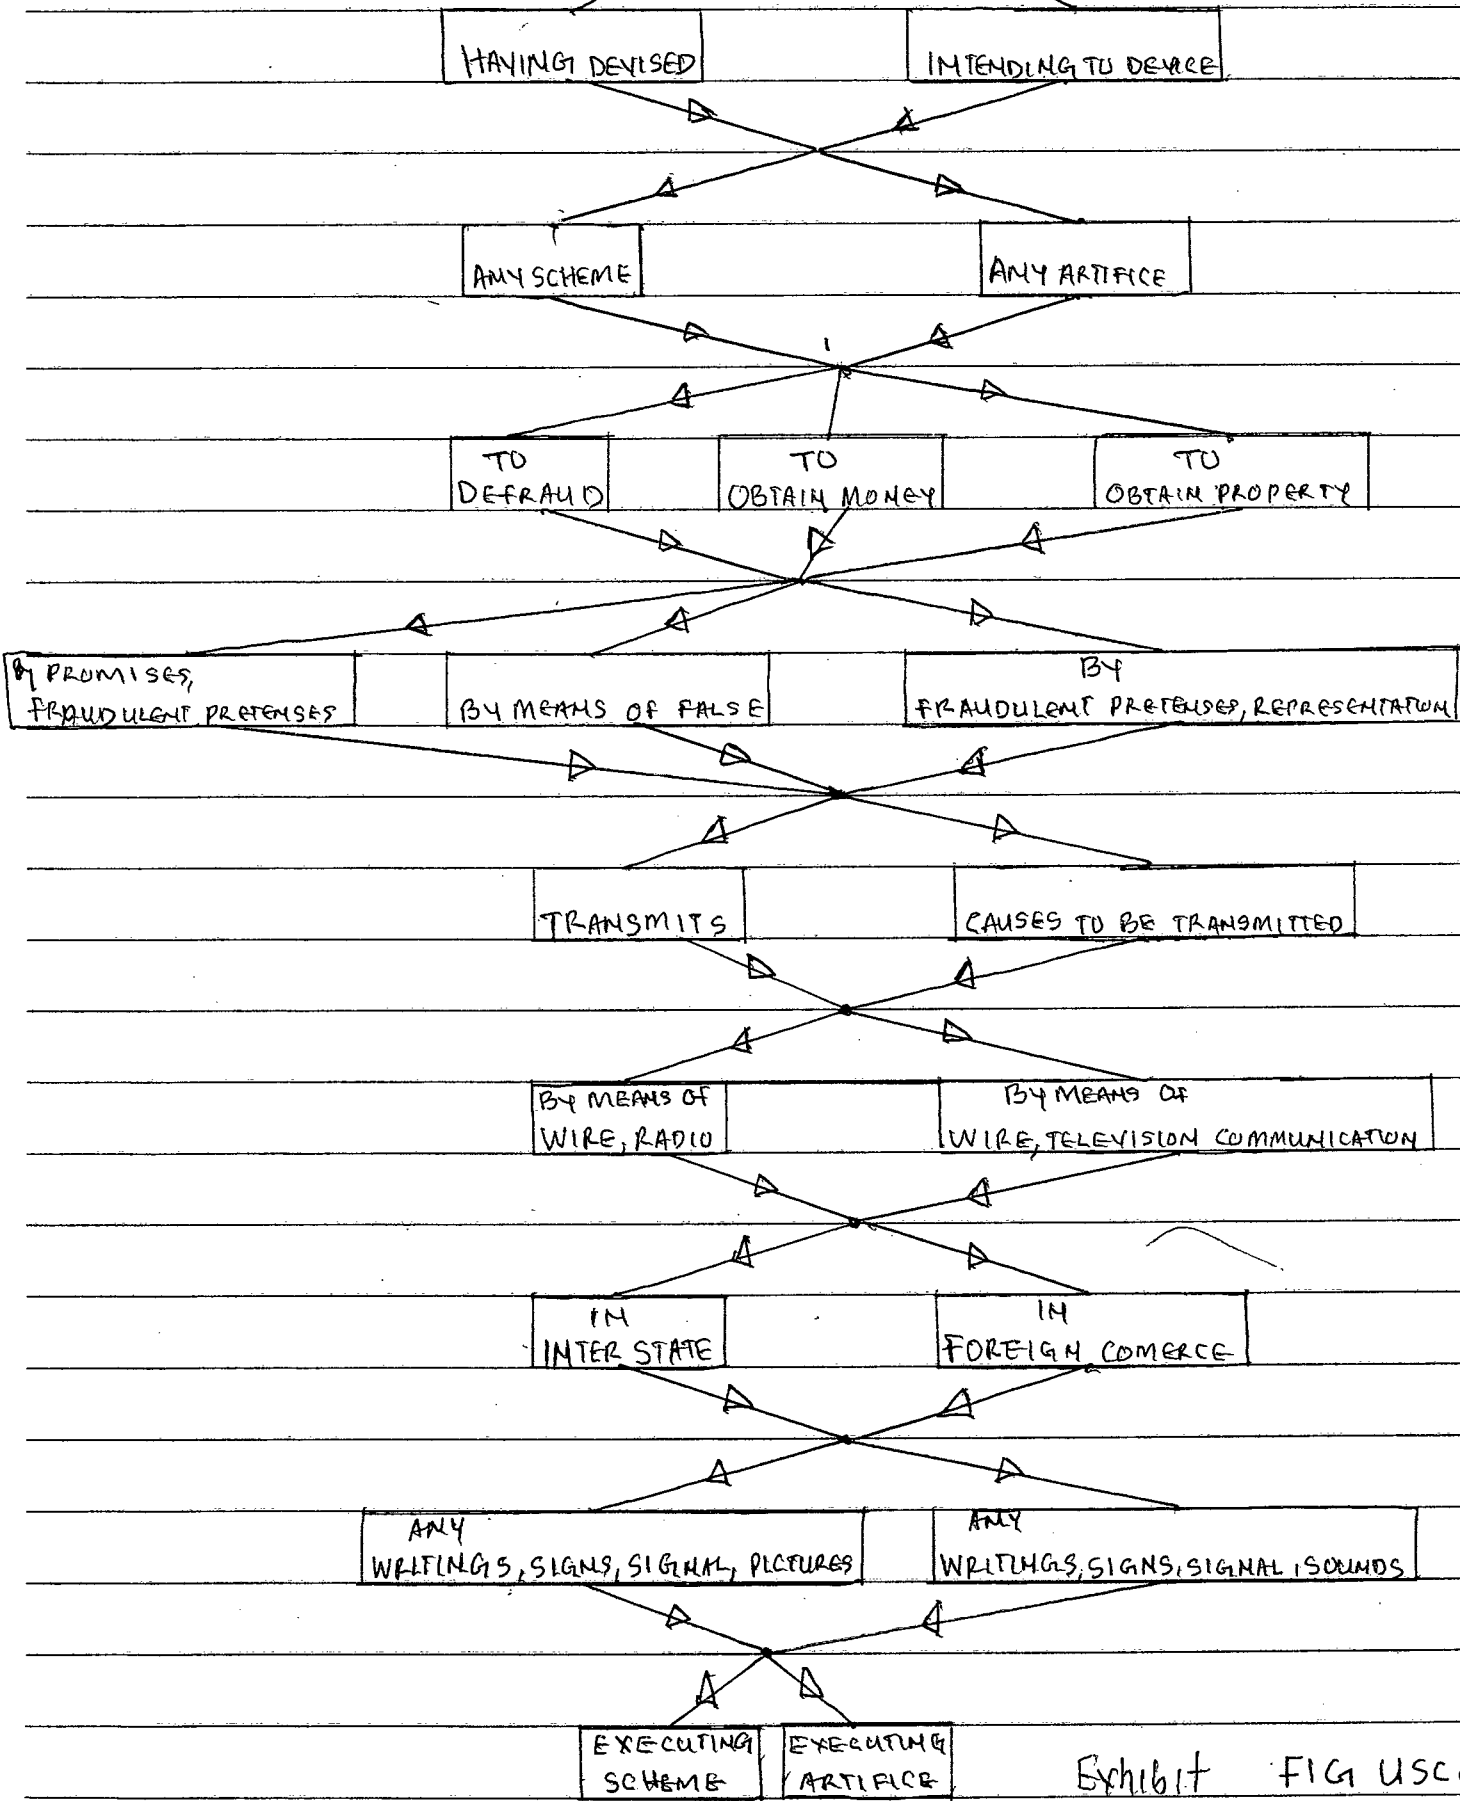 HAVING DEVISED
INTENDING TO DEVICE
ANY SCHEME
ANY ARTIFICE
TO
DEFRAUD
TO
OBTAIN MONEY
TO
OBTAIN PROPERTY
By PROMISES,
FRAUDULENT PRETENSES
BY MEANS OF FALSE
BY
FRAUDULENT PRETENSES, REPRESENTATION
TRANSMITS
CAUSES TO BE TRANSMITTED
BY MEANS OF
WIRE, RADIO
BY MEANS OF
WIRE, TELEVISION COMMUNICATION
IN
INTER STATE
IN
FOREIGN COMERCE
ANY
WRITINGS, SIGNS, SIGNAL, PICTURES
ANY
WRITINGS, SIGNS, SIGNAL, SOUNDS
EXECUTING
SCHEME
EXECUTING
ARTIFICE
Exhibit FIG USC.